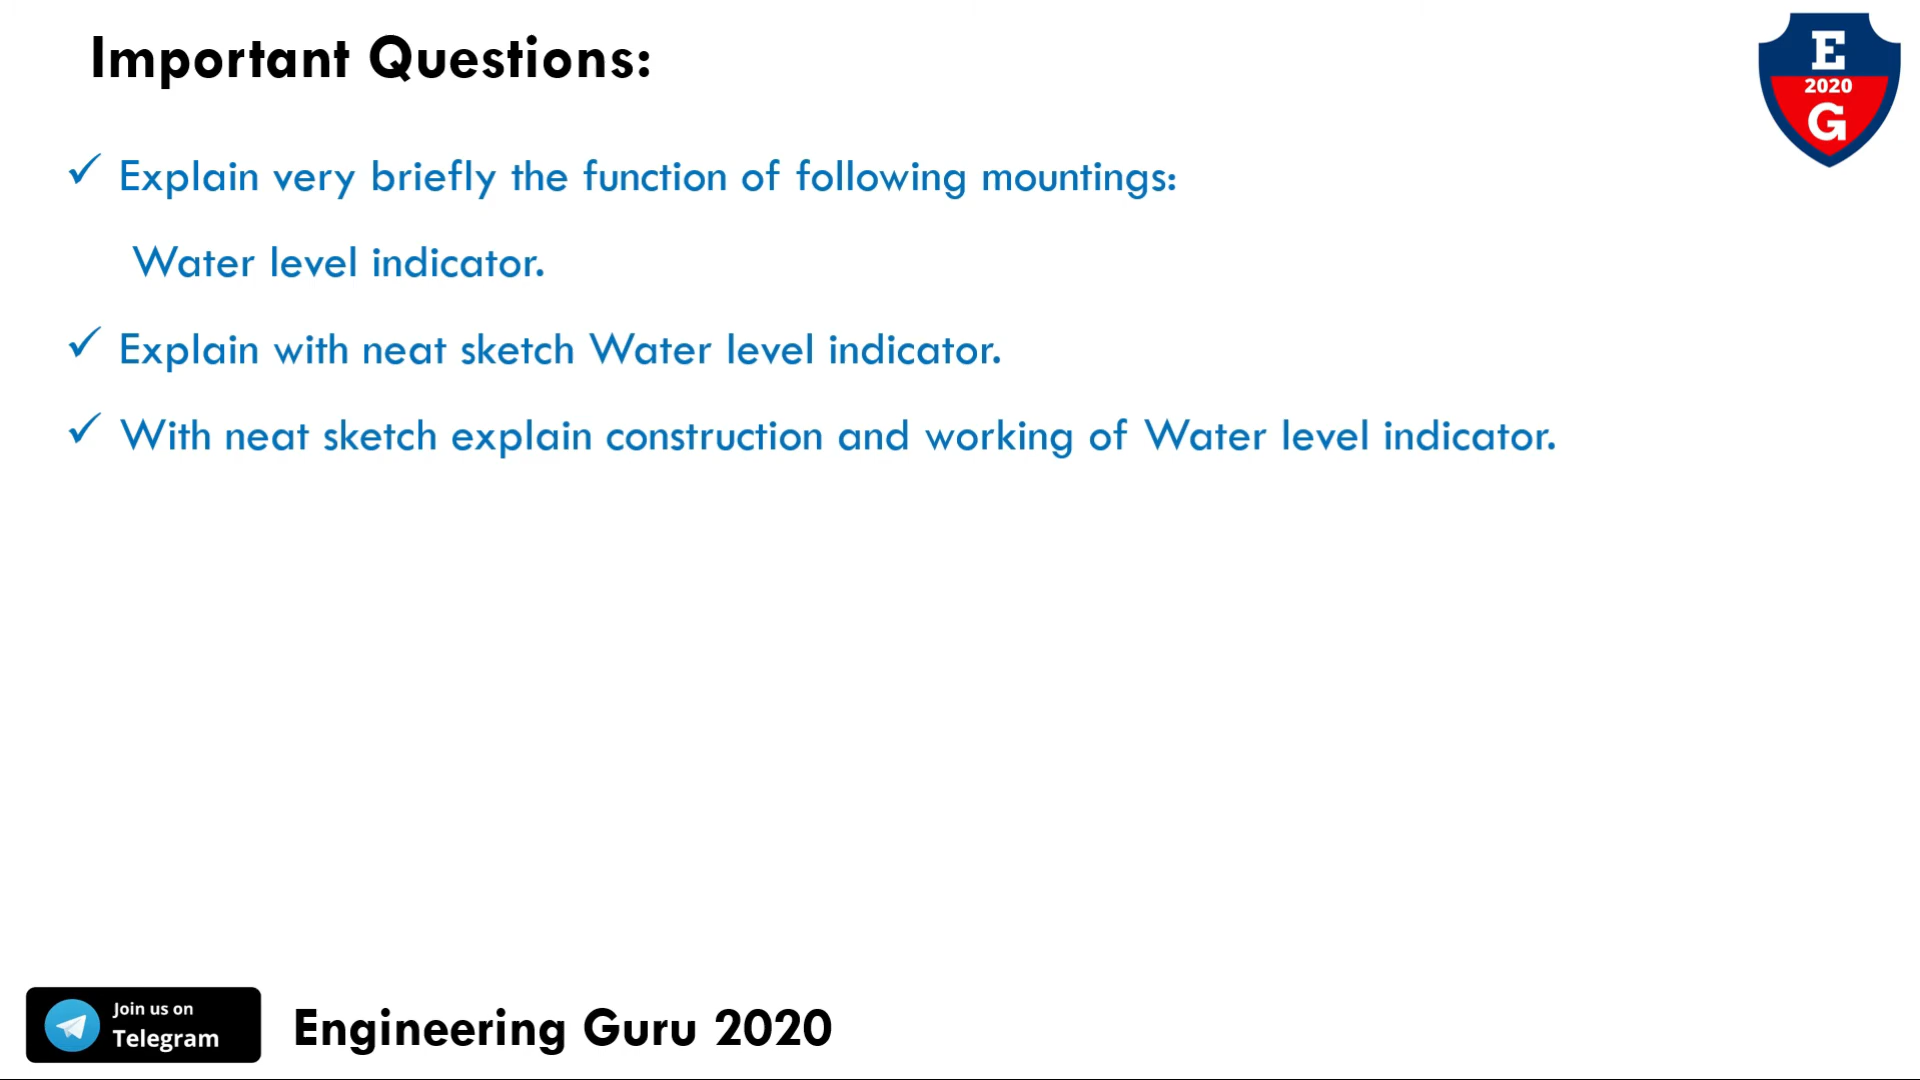 Important Questions:
E
2020
G
✓ Explain very briefly the function of following mountings:
Water level indicator.
✓ Explain with neat sketch Water level indicator.
✓ With neat sketch explain construction and working of Water level indicator.
Join us on
Telegram
Engineering Guru 2020